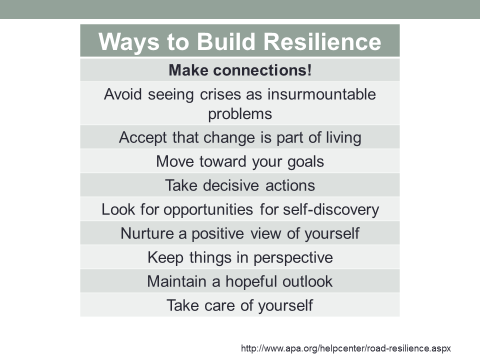 Ways to Build Resilience
Make connections!
Avoid seeing crises as insurmountable
problems
Accept that change is part of living
Move toward your goals
Take decisive actions
Look for opportunities for self-discovery
Nurture a positive view of yourself
Keep things in perspective
Maintain a hopeful outlook
Take care of yourself
http://www.apa.org/helpcenter/road-resilience.aspx